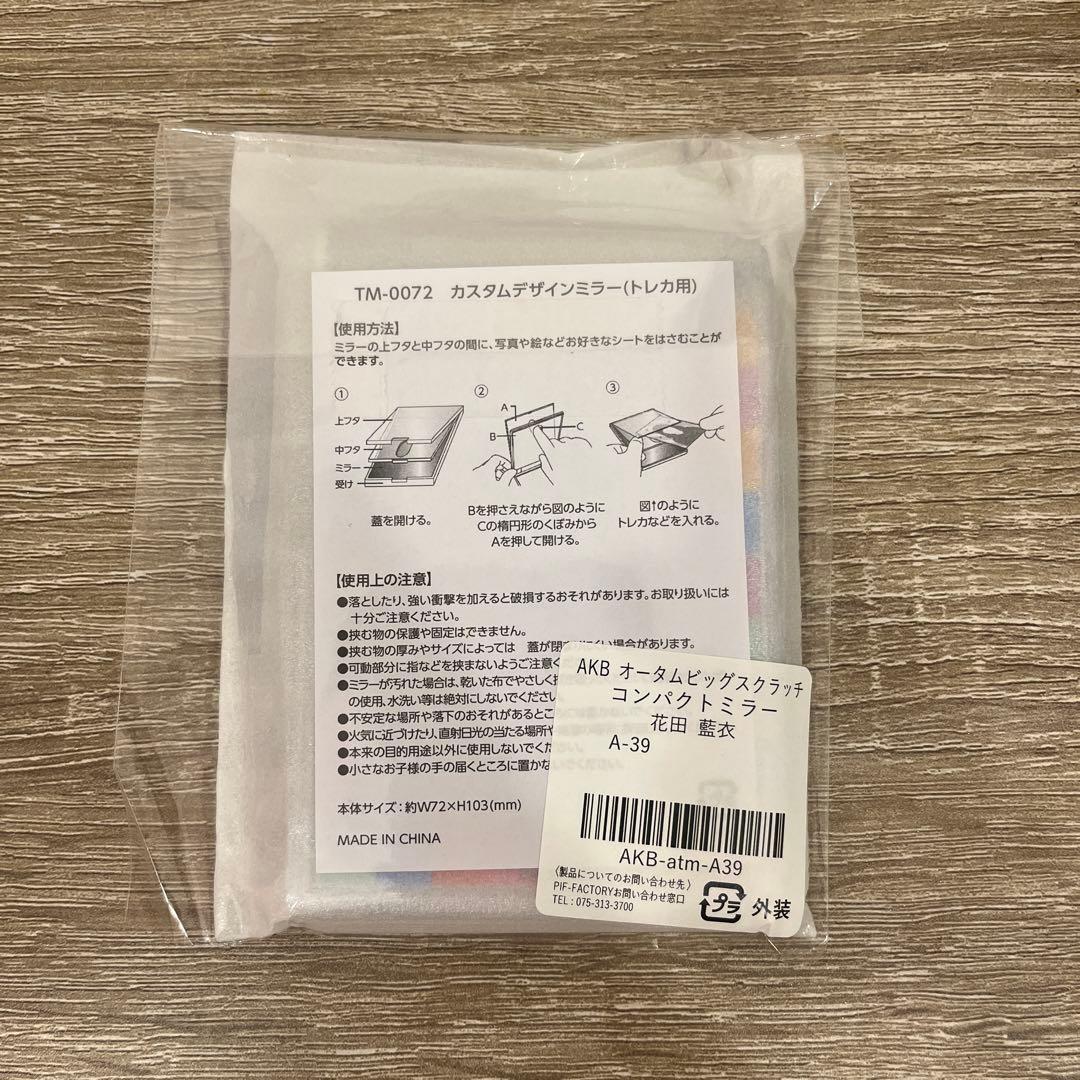 TM-0072 カスタムデザインミラー(トレカ用)
【使用方法】
ミラーの上フタと中フタの間に、写真や絵などお好きなシートをはさむことが
できます。
① ② ③
上フタ
中フタ
ミラー
受け
A
B
C
蓋を開ける。
Bを押さえながら図のように
Cの楕円形のくぼみから
Aを押して開ける。
図↑のように
トレカなどを入れる。
【使用上の注意】
●落としたり、強い衝撃を加えると破損するおそれがあります。お取り扱いには
十分ご注意ください。
●挟む物の保護や固定はできません。
●挟む物の厚みやサイズによっては 蓋が閉まりにくい場合があります。
●可動部分に指などを挟まないようご注意く
●ミラーが汚れた場合は、乾いた布でやさしく
の使用、水洗い等は絶対にしないでください
●不安定な場所や落下のおそれがあるとこ
●火気に近づけたり、直射日光の当たる場所や
●本来の目的用途以外に使用しないでくだ
●小さなお子様の手の届くところに置かな
本体サイズ:約W72×H103(mm)
MADE IN CHINA
AKB オータムビッグスクラッチ
コンパクトミラー
花田 藍衣
A-39
AKB-atm-A39
〈製品についてのお問い合わせ先〉
PIF-FACTORYお問い合わせ窓口
TEL:075-313-3700
プラ 外装